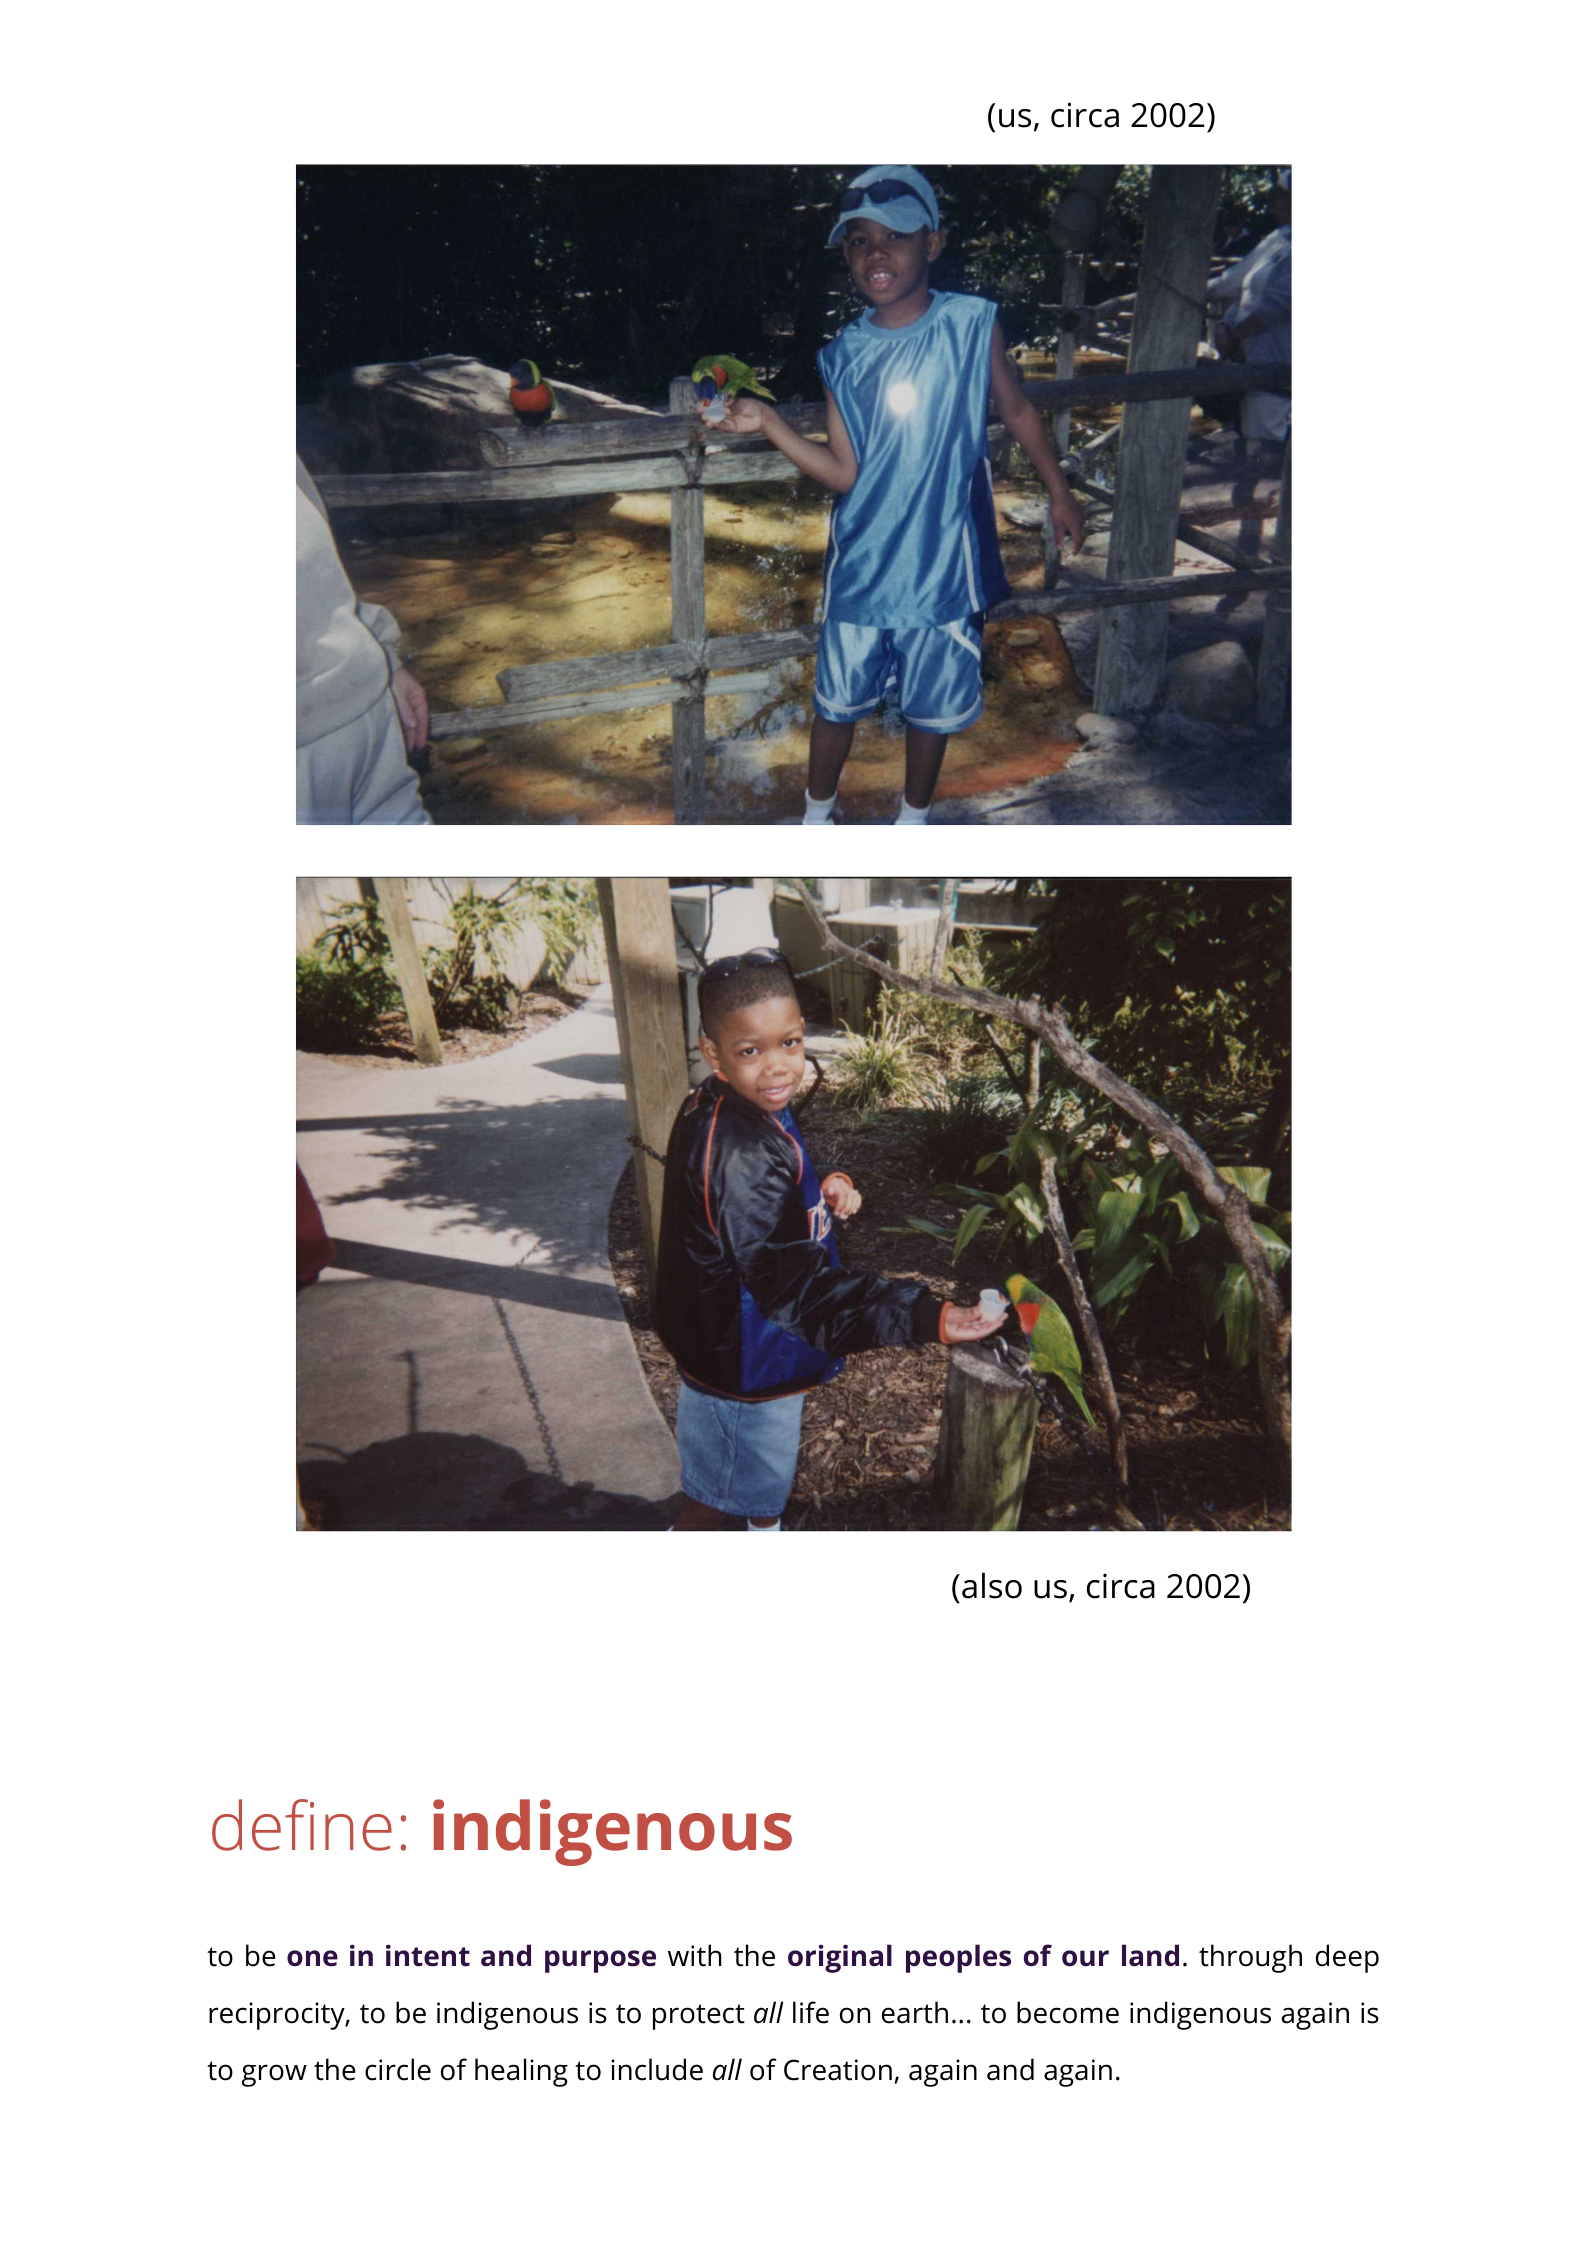 (us, circa 2002)
(also us, circa 2002)
define: indigenous
to be one in intent and purpose with the original peoples of our land. through deep
reciprocity, to be indigenous is to protect all life on earth... to become indigenous again is
to grow the circle of healing to include all of Creation, again and again.